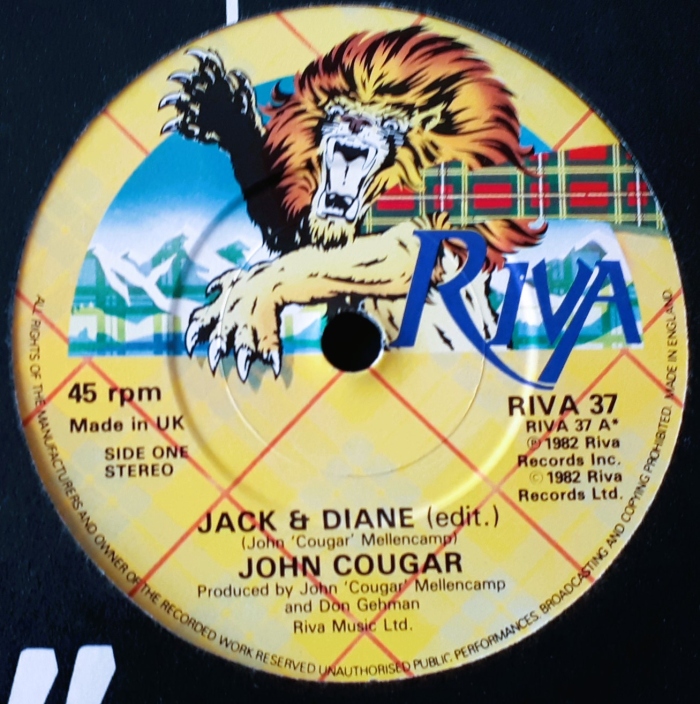 RIVA
45 rpm
Made in UK
SIDE ONE
STEREO
RIVA 37
RIVA 37 A*
℗ 1982 Riva
Records Inc.
© 1982 Riva
Records Ltd.
JACK & DIANE (edit.)
(John 'Cougar' Mellencamp)
JOHN COUGAR
Produced by John 'Cougar' Mellencamp
and Don Gehman
Riva Music Ltd.
ALL RIGHTS OF THE MANUFACTURERS AND OWNER OF THE RECORDED WORK RESERVED. UNAUTHORISED PUBLIC PERFORMANCES, BROADCASTING AND COPYING PROHIBITED. MADE IN ENGLAND.